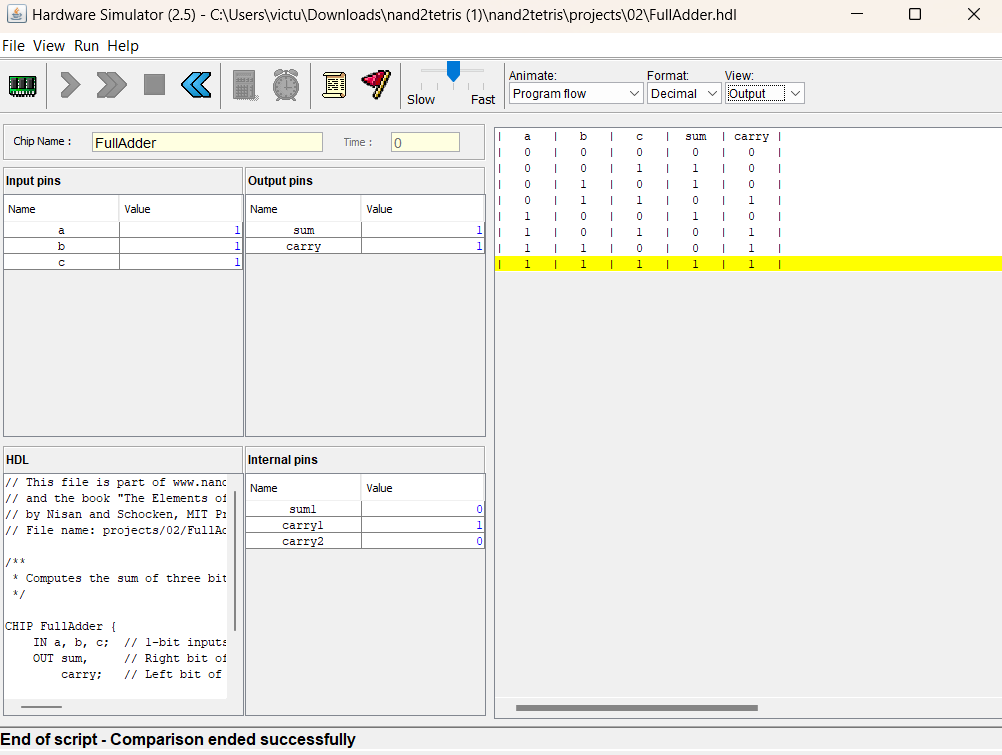 Hardware Simulator (2.5) - C:\Users\victu\Downloads\nand2tetris (1)\nand2tetris\projects\02\FullAdder.hdl
File View Run Help
Slow Fast
Animate: Format: View:
Program flow Decimal Output
Chip Name : FullAdder Time : 0
Input pins
Name Value
a 1
b 1
c 1
Output pins
Name Value
sum 1
carry 1
HDL
// This file is part of www.nand
// and the book "The Elements of
// by Nisan and Schocken, MIT Pr
// File name: projects/02/FullAd
/**
* Computes the sum of three bit
*/
CHIP FullAdder {
IN a, b, c; // 1-bit inputs
OUT sum, // Right bit of
carry; // Left bit of
Internal pins
Name Value
sum1 0
carry1 1
carry2 0
| a | b | c | sum | carry |
| 0 | 0 | 0 | 0 | 0 |
| 0 | 0 | 1 | 1 | 0 |
| 0 | 1 | 0 | 1 | 0 |
| 0 | 1 | 1 | 0 | 1 |
| 1 | 0 | 0 | 1 | 0 |
| 1 | 0 | 1 | 0 | 1 |
| 1 | 1 | 0 | 0 | 1 |
| 1 | 1 | 1 | 1 | 1 |
End of script - Comparison ended successfully